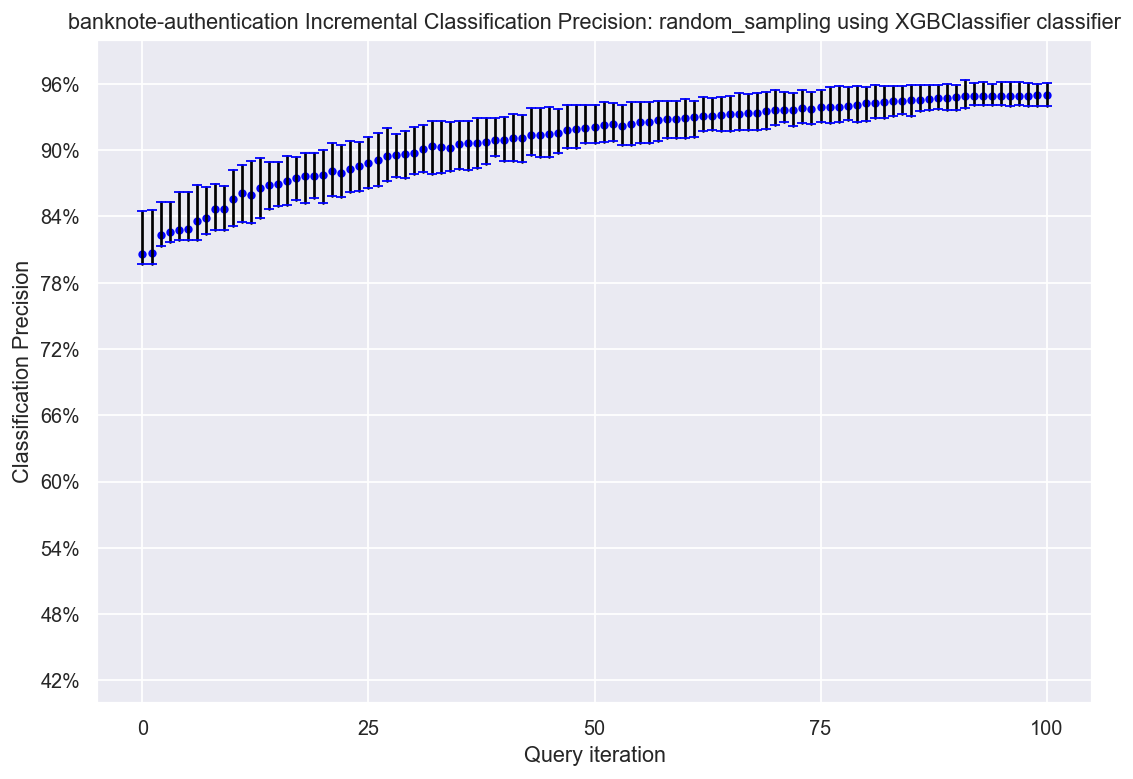 banknote-authentication Incremental Classification Precision: random_sampling using XGBClassifier classifier
96%
90%
84%
78%
72%
66%
60%
54%
48%
42%
Classification Precision
0 25 50 75 100
Query iteration